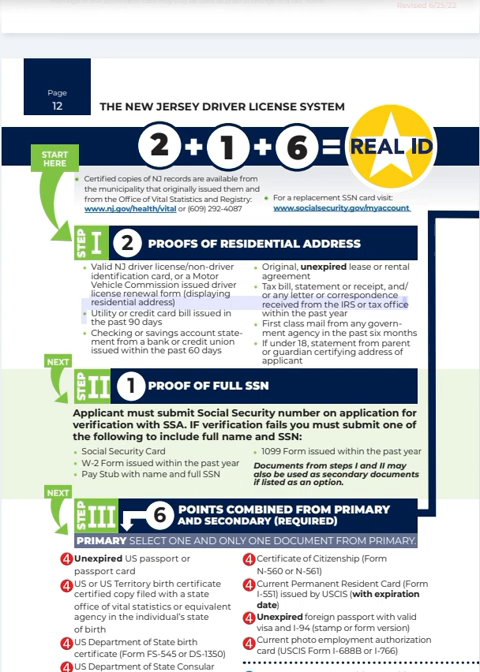 Revised 6/25/22
Page
12
THE NEW JERSEY DRIVER LICENSE SYSTEM
START
HERE
2 + 1 + 6 = REAL ID
• Certified copies of NJ records are available from
the municipality that originally issued them and
from the Office of Vital Statistics and Registry:
www.nj.gov/health/vital or (609) 292-4087
• For a replacement SSN card visit:
www.socialsecurity.gov/myaccount
STEP I
2 PROOFS OF RESIDENTIAL ADDRESS
• Valid NJ driver license/non-driver
identification card, or a Motor
Vehicle Commission issued driver
license renewal form (displaying
residential address)
• Utility or credit card bill issued in
the past 90 days
• Checking or savings account state-
ment from a bank or credit union
issued within the past 60 days
• Original, unexpired lease or rental
agreement
• Tax bill, statement or receipt, and/
or any letter or correspondence
received from the IRS or tax office
within the past year
• First class mail from any govern-
ment agency in the past six months
• If under 18, statement from parent
or guardian certifying address of
applicant
NEXT
STEP II
1 PROOF OF FULL SSN
Applicant must submit Social Security number on application for
verification with SSA. IF verification fails you must submit one of
the following to include full name and SSN:
• Social Security Card
• W-2 Form issued within the past year
• Pay Stub with name and full SSN
• 1099 Form issued within the past year
Documents from steps I and II may
also be used as secondary documents
if listed as an option.
NEXT
STEP III
6 POINTS COMBINED FROM PRIMARY
AND SECONDARY (REQUIRED)
PRIMARY SELECT ONE AND ONLY ONE DOCUMENT FROM PRIMARY.
4 Unexpired US passport or
passport card
4 US or US Territory birth certificate
certified copy filed with a state
office of vital statistics or equivalent
agency in the individual's state
of birth
4 US Department of State birth
certificate (Form FS-545 or DS-1350)
4 US Department of State Consular
4 Certificate of Citizenship (Form
N-560 or N-561)
4 Current Permanent Resident Card (Form
I-551) issued by USCIS (with expiration
date)
4 Unexpired foreign passport with valid
visa and I-94 (stamp or form version)
4 Current photo employment authorization
card (USCIS Form I-688B or I-766)